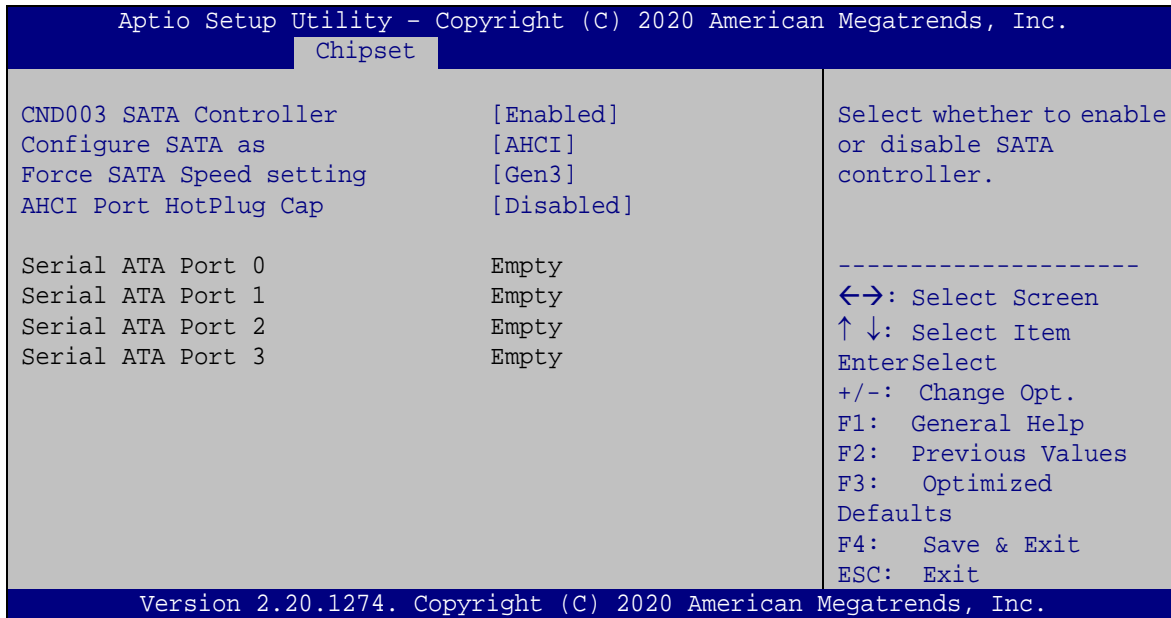 Aptio Setup Utility – Copyright (C) 2020 American Megatrends, Inc.
Chipset
CND003 SATA Controller [Enabled]
Configure SATA as [AHCI]
Force SATA Speed setting [Gen3]
AHCI Port HotPlug Cap [Disabled]
Serial ATA Port 0 Empty
Serial ATA Port 1 Empty
Serial ATA Port 2 Empty
Serial ATA Port 3 Empty
Select whether to enable
or disable SATA
controller.
---------------------
←→: Select Screen
↑ ↓: Select Item
EnterSelect
+/-: Change Opt.
F1: General Help
F2: Previous Values
F3: Optimized
Defaults
F4: Save & Exit
ESC: Exit
Version 2.20.1274. Copyright (C) 2020 American Megatrends, Inc.